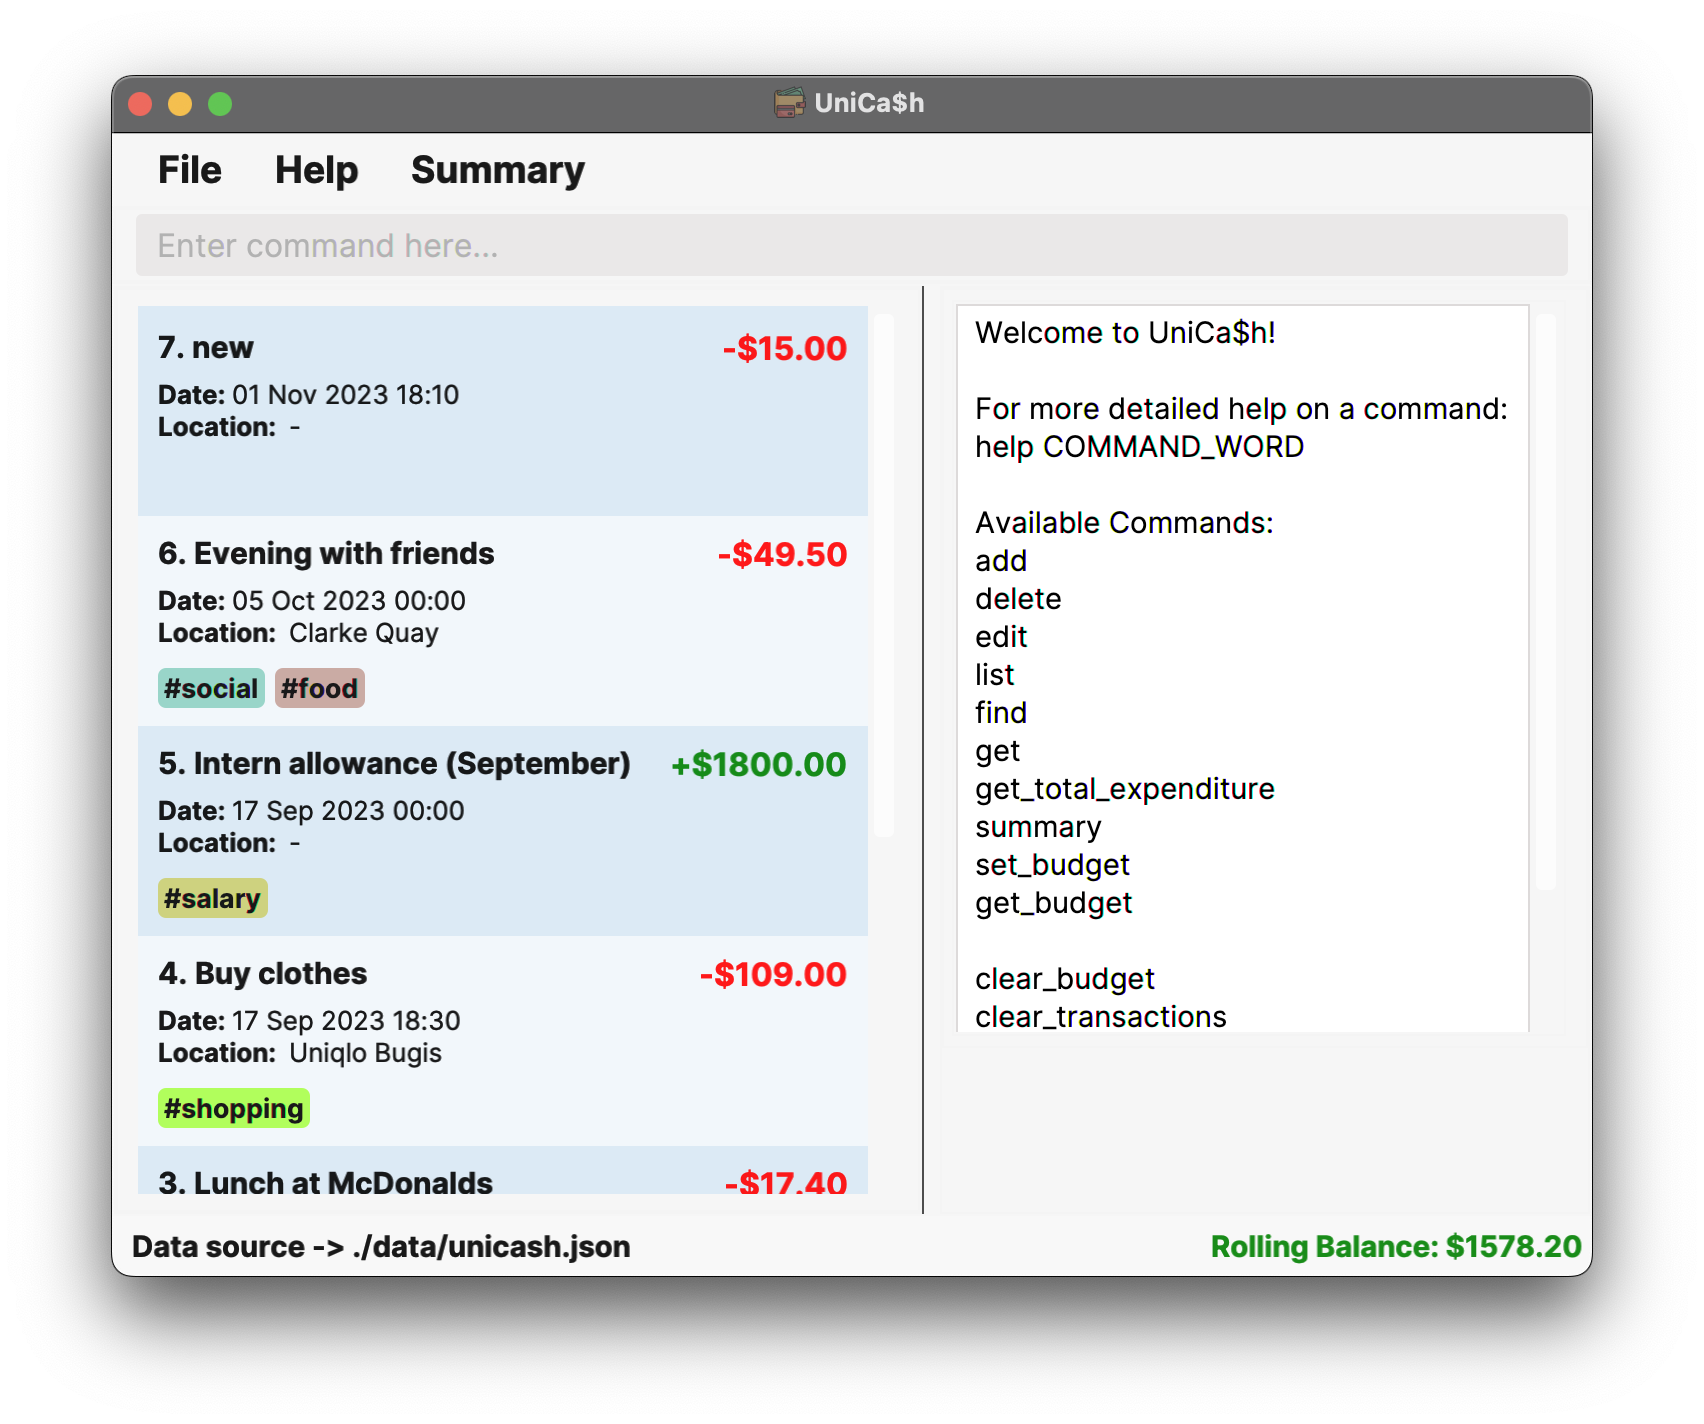 UniCa$h
File Help Summary
Enter command here...
7. new -$15.00
Date: 01 Nov 2023 18:10
Location: -
6. Evening with friends -$49.50
Date: 05 Oct 2023 00:00
Location: Clarke Quay
#social #food
5. Intern allowance (September) +$1800.00
Date: 17 Sep 2023 00:00
Location: -
#salary
4. Buy clothes -$109.00
Date: 17 Sep 2023 18:30
Location: Uniqlo Bugis
#shopping
3. Lunch at McDonalds -$17.40
Welcome to UniCa$h!
For more detailed help on a command:
help COMMAND_WORD
Available Commands:
add
delete
edit
list
find
get
get_total_expenditure
summary
set_budget
get_budget
clear_budget
clear_transactions
Data source -> ./data/unicash.json
Rolling Balance: $1578.20